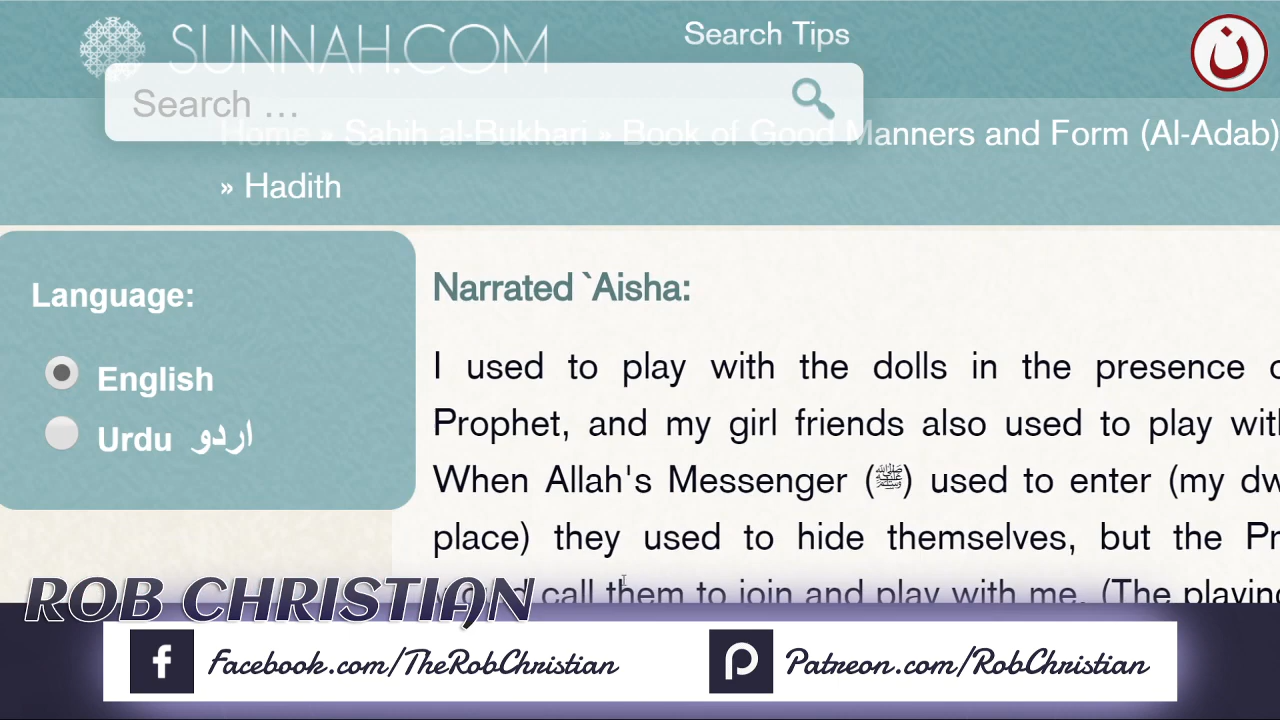 SUNNAH.COM
Search Tips
ن
Search ...
Home » Sahih al-Bukhari » Book of Good Manners and Form (Al-Adab)
» Hadith
Language:
English
Urdu اردو
Narrated `Aisha:
I used to play with the dolls in the presence
Prophet, and my girl friends also used to play
When Allah's Messenger (ﷺ) used to enter (my
place) they used to hide themselves, but the
call them to join and play with me. (The
ROB CHRISTIAN
Facebook.com/TheRobChristian
Patreon.com/RobChristian